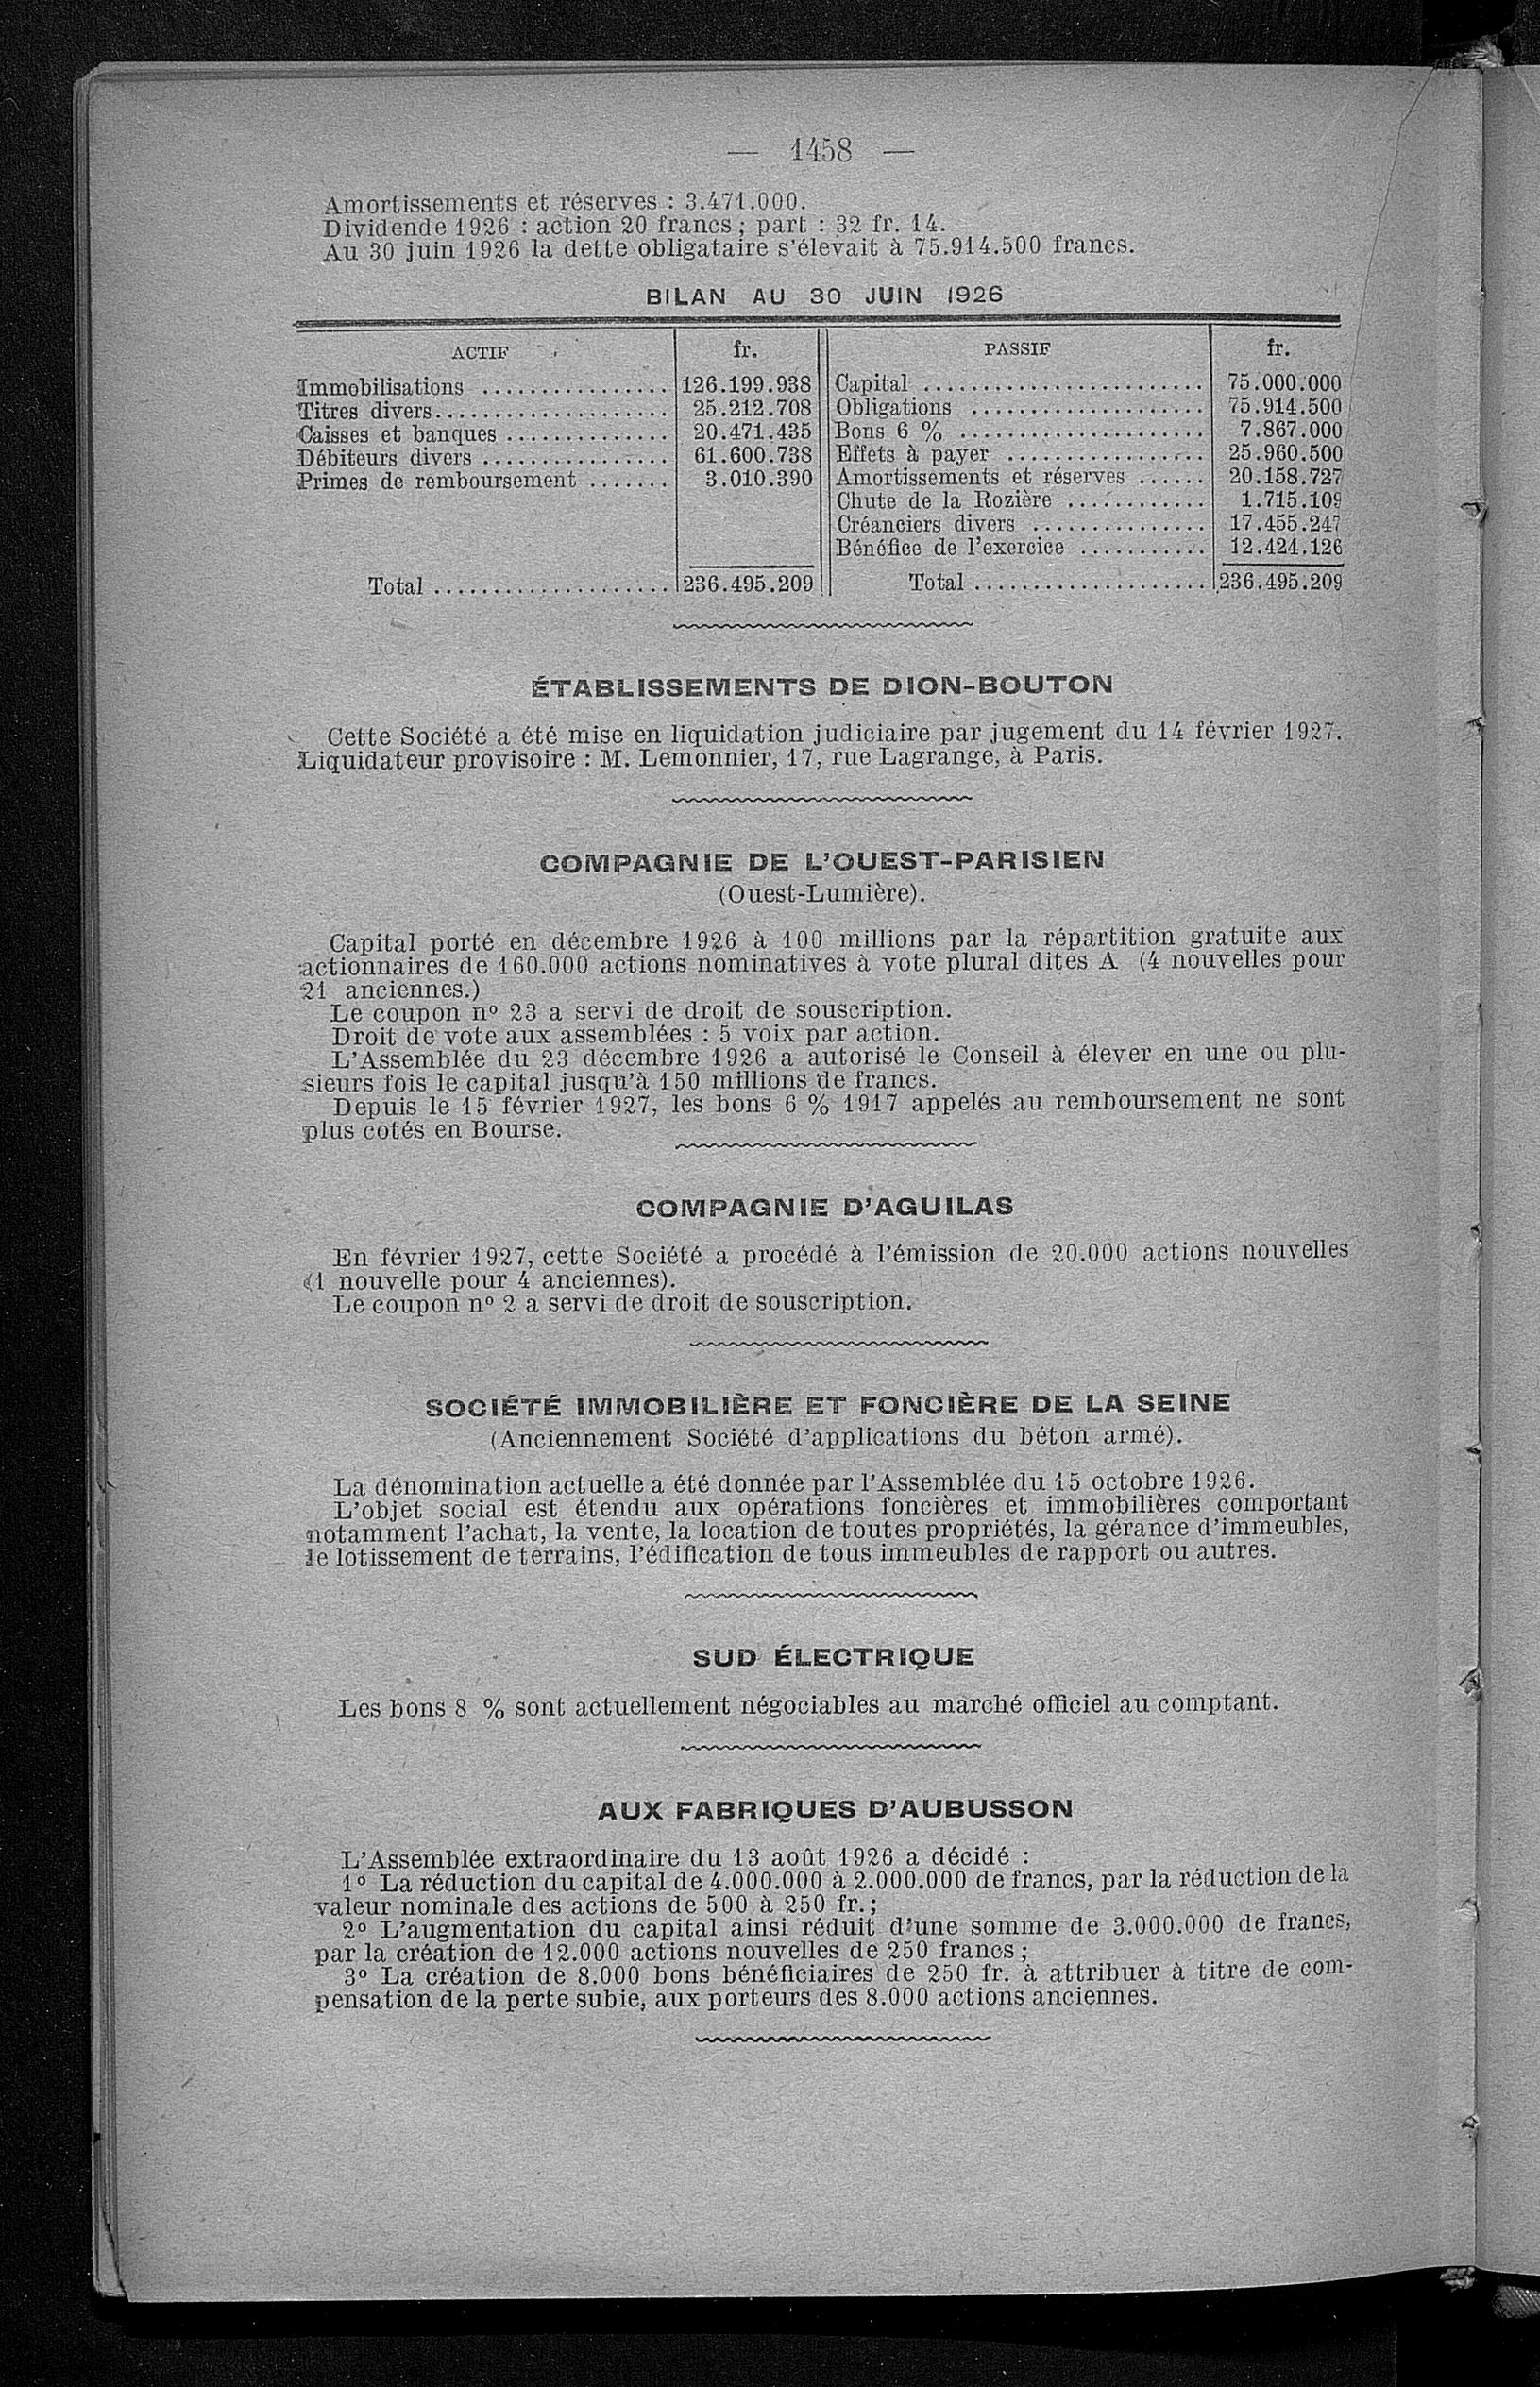 — 1458 —
Amortissements et réserves : 3.471.000.
Dividende 1926 : action 20 francs ; part : 32 fr. 14.
Au 30 juin 1926 la dette obligataire s'élevait à 75.914.500 francs.
BILAN AU 30 JUIN 1926
ACTIF fr. PASSIF fr.
Immobilisations ................ 126.199.938 Capital ........................ 75.000.000
Titres divers.................... 25.212.708 Obligations .................... 75.914.500
Caisses et banques .............. 20.471.435 Bons 6 % ..................... 7.867.000
Débiteurs divers ................ 61.600.738 Effets à payer ................. 25.960.500
Primes de remboursement ....... 3.010.390 Amortissements et réserves ...... 20.158.727
Chute de la Rozière ............ 1.715.109
Créanciers divers ............... 17.455.247
Bénéfice de l'exercice ........... 12.424.126
Total .................... 236.495.209 Total .................... 236.495.209
ÉTABLISSEMENTS DE DION-BOUTON
Cette Société a été mise en liquidation judiciaire par jugement du 14 février 1927.
Liquidateur provisoire : M. Lemonnier, 17, rue Lagrange, à Paris.
COMPAGNIE DE L'OUEST-PARISIEN
(Ouest-Lumière).
Capital porté en décembre 1926 à 100 millions par la répartition gratuite aux
actionnaires de 160.000 actions nominatives à vote plural dites A (4 nouvelles pour
21 anciennes.)
Le coupon nº 23 a servi de droit de souscription.
Droit de vote aux assemblées : 5 voix par action.
L'Assemblée du 23 décembre 1926 a autorisé le Conseil à élever en une ou plu-
sieurs fois le capital jusqu'à 150 millions de francs.
Depuis le 15 février 1927, les bons 6 % 1917 appelés au remboursement ne sont
plus cotés en Bourse.
COMPAGNIE D'AGUILAS
En février 1927, cette Société a procédé à l'émission de 20.000 actions nouvelles
(1 nouvelle pour 4 anciennes).
Le coupon nº 2 a servi de droit de souscription.
SOCIÉTÉ IMMOBILIÈRE ET FONCIÈRE DE LA SEINE
(Anciennement Société d'applications du béton armé).
La dénomination actuelle a été donnée par l'Assemblée du 15 octobre 1926.
L'objet social est étendu aux opérations foncières et immobilières comportant
notamment l'achat, la vente, la location de toutes propriétés, la gérance d'immeubles,
le lotissement de terrains, l'édification de tous immeubles de rapport ou autres.
SUD ÉLECTRIQUE
Les bons 8 % sont actuellement négociables au marché officiel au comptant.
AUX FABRIQUES D'AUBUSSON
L'Assemblée extraordinaire du 13 août 1926 a décidé :
1º La réduction du capital de 4.000.000 à 2.000.000 de francs, par la réduction de la
valeur nominale des actions de 500 à 250 fr. ;
2º L'augmentation du capital ainsi réduit d'une somme de 3.000.000 de francs,
par la création de 12.000 actions nouvelles de 250 francs ;
3º La création de 8.000 bons bénéficiaires de 250 fr. à attribuer à titre de com-
pensation de la perte subie, aux porteurs des 8.000 actions anciennes.